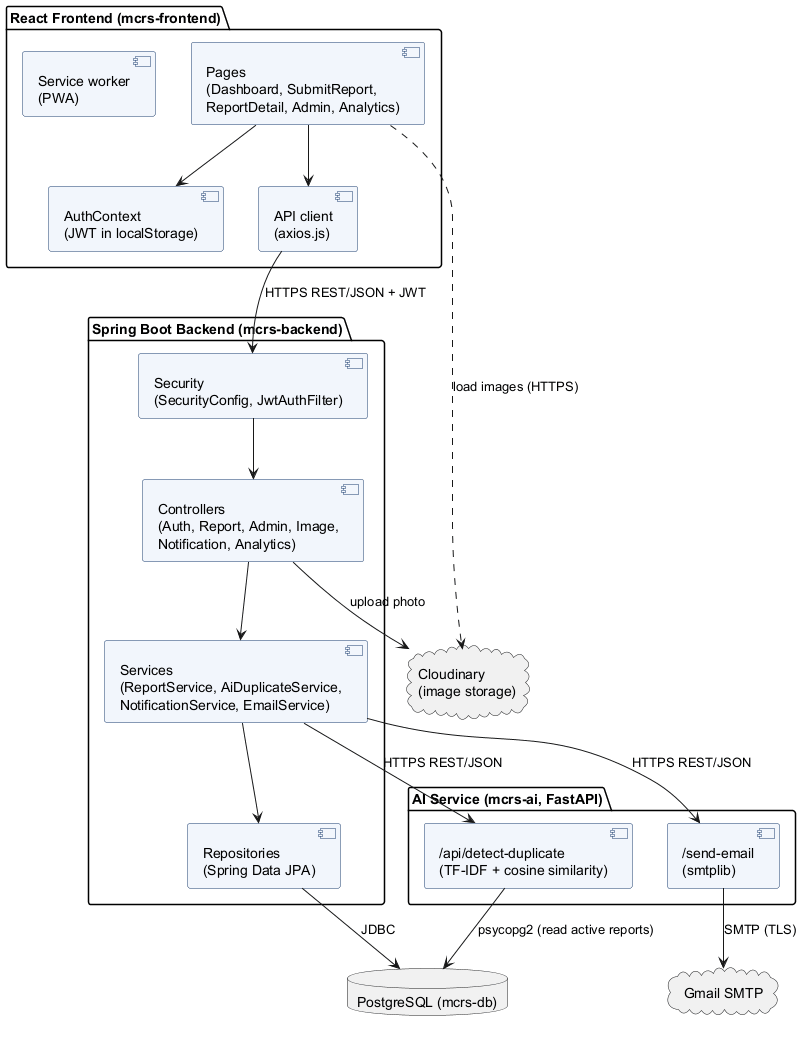 React Frontend (mcrs-frontend)
Service worker
(PWA)
Pages
(Dashboard, SubmitReport,
ReportDetail, Admin, Analytics)
AuthContext
(JWT in localStorage)
API client
(axios.js)
HTTPS REST/JSON + JWT
Spring Boot Backend (mcrs-backend)
Security
(SecurityConfig, JwtAuthFilter)
load images (HTTPS)
Controllers
(Auth, Report, Admin, Image,
Notification, Analytics)
upload photo
Services
(ReportService, AiDuplicateService,
NotificationService, EmailService)
Cloudinary
(image storage)
HTTPS REST/JSON
HTTPS REST/JSON
AI Service (mcrs-ai, FastAPI)
Repositories
(Spring Data JPA)
/api/detect-duplicate
(TF-IDF + cosine similarity)
/send-email
(smtplib)
JDBC
psycopg2 (read active reports)
SMTP (TLS)
PostgreSQL (mcrs-db)
Gmail SMTP